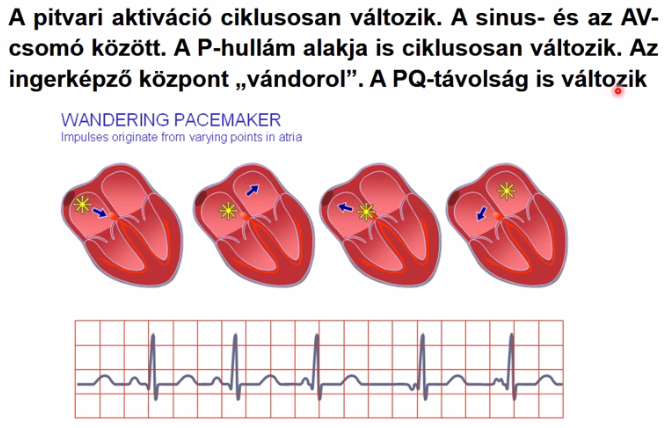 A pitvari aktiváció ciklusosan változik. A sinus- és az AV-
csomó között. A P-hullám alakja is ciklusosan változik. Az
ingerképző központ „vándorol”. A PQ-távolság is változik
WANDERING PACEMAKER
Impulses originate from varying points in atria